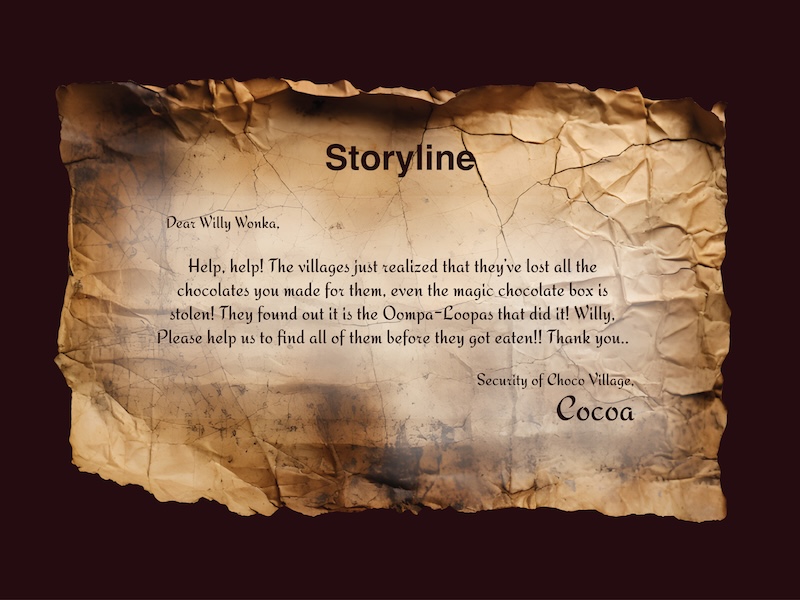 Storyline
Dear Willy Wonka,
Help, help! The villages just realized that they've lost all the
chocolates you made for them, even the magic chocolate box is
stolen! They found out it is the Oompa-Loopas that did it! Willy,
Please help us to find all of them before they got eaten!! Thank you..
Security of Choco Village,
Cocoa